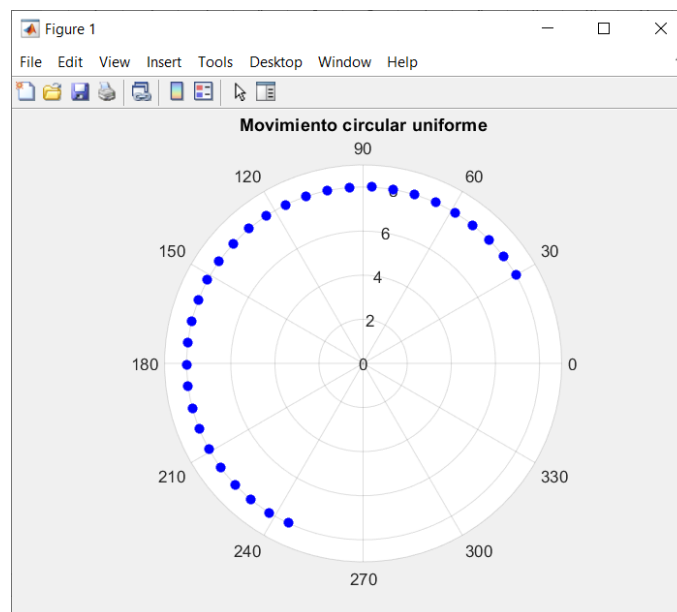 Figure 1
File Edit View Insert Tools Desktop Window Help
Movimiento circular uniforme
90
120 60
8
150 6 30
4
2
180 0 0
210 330
240 300
270